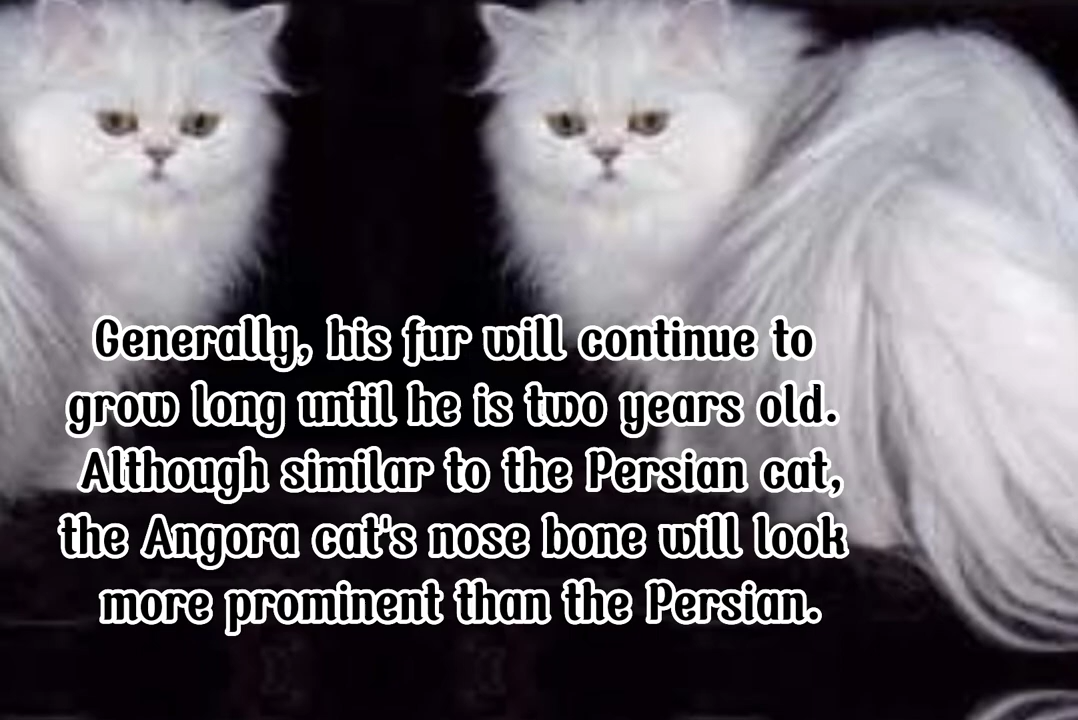 Generally, his fur will continue to
grow long until he is two years old.
Although similar to the Persian cat,
the Angora cat's nose bone will look
more prominent than the Persian.